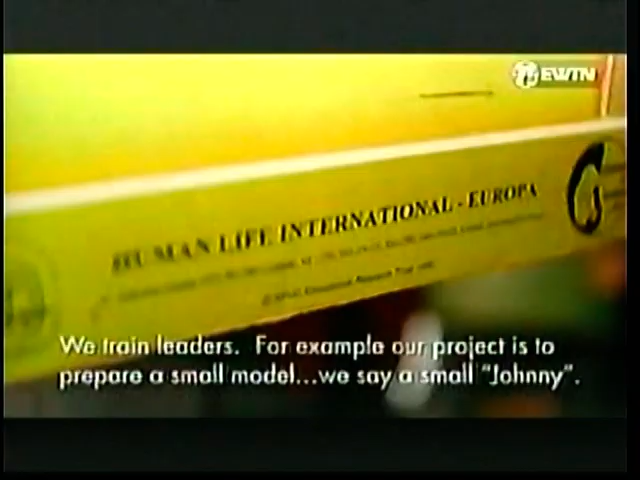 EWTN
HUMAN LIFE INTERNATIONAL - EUROPA
We train leaders. For example our project is to
prepare a small model...we say a small "Johnny".